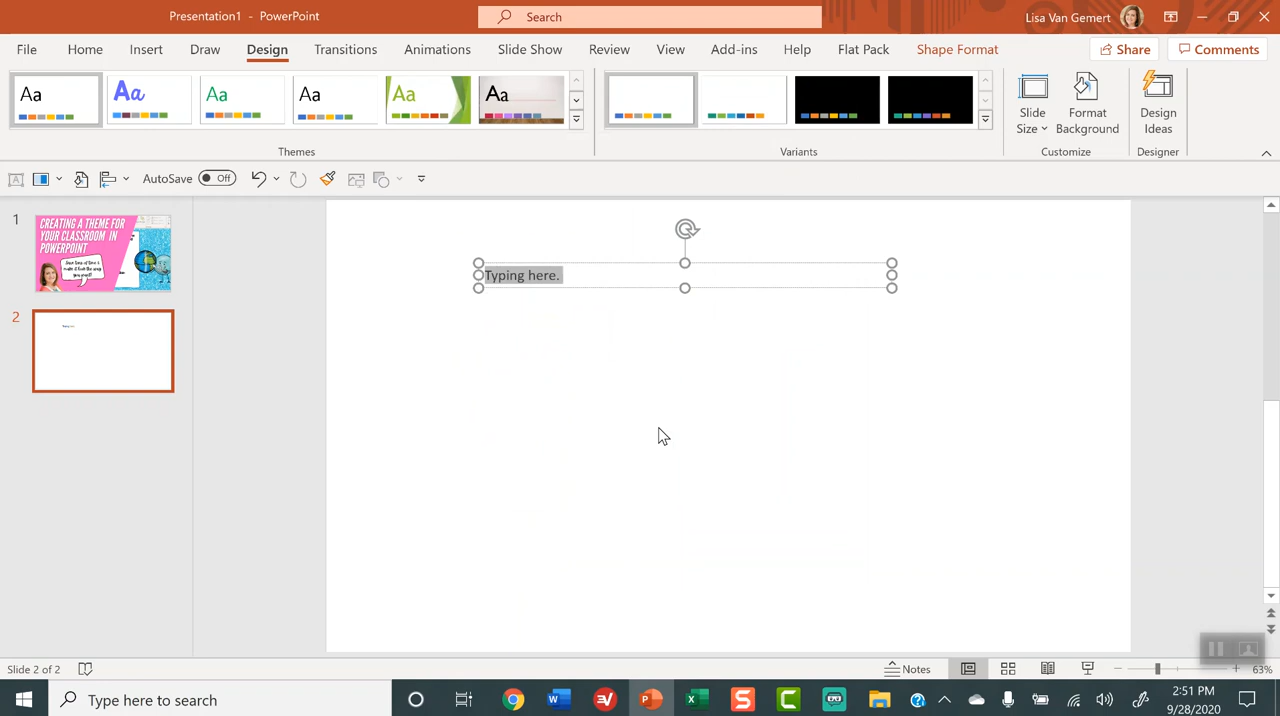 Presentation1 - PowerPoint
Search
Lisa Van Gemert
File Home Insert Draw Design Transitions Animations Slide Show Review View Add-ins Help Flat Pack Shape Format
Share Comments
Aa Aa Aa Aa Aa Aa
Slide Size
Format Background
Design Ideas
Themes Variants Customize Designer
AutoSave Off
1
CREATING A THEME FOR
YOUR CLASSROOM IN
POWERPOINT
2
Typing here.
Slide 2 of 2
Notes
63%
Type here to search
2:51 PM
9/28/2020